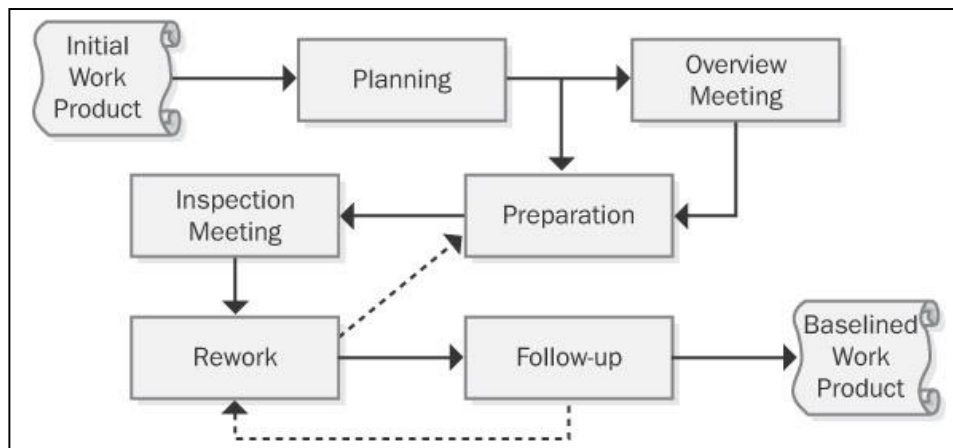 Initial
Work
Product
Planning
Overview
Meeting
Inspection
Meeting
Preparation
Rework
Follow-up
Baselined
Work
Product